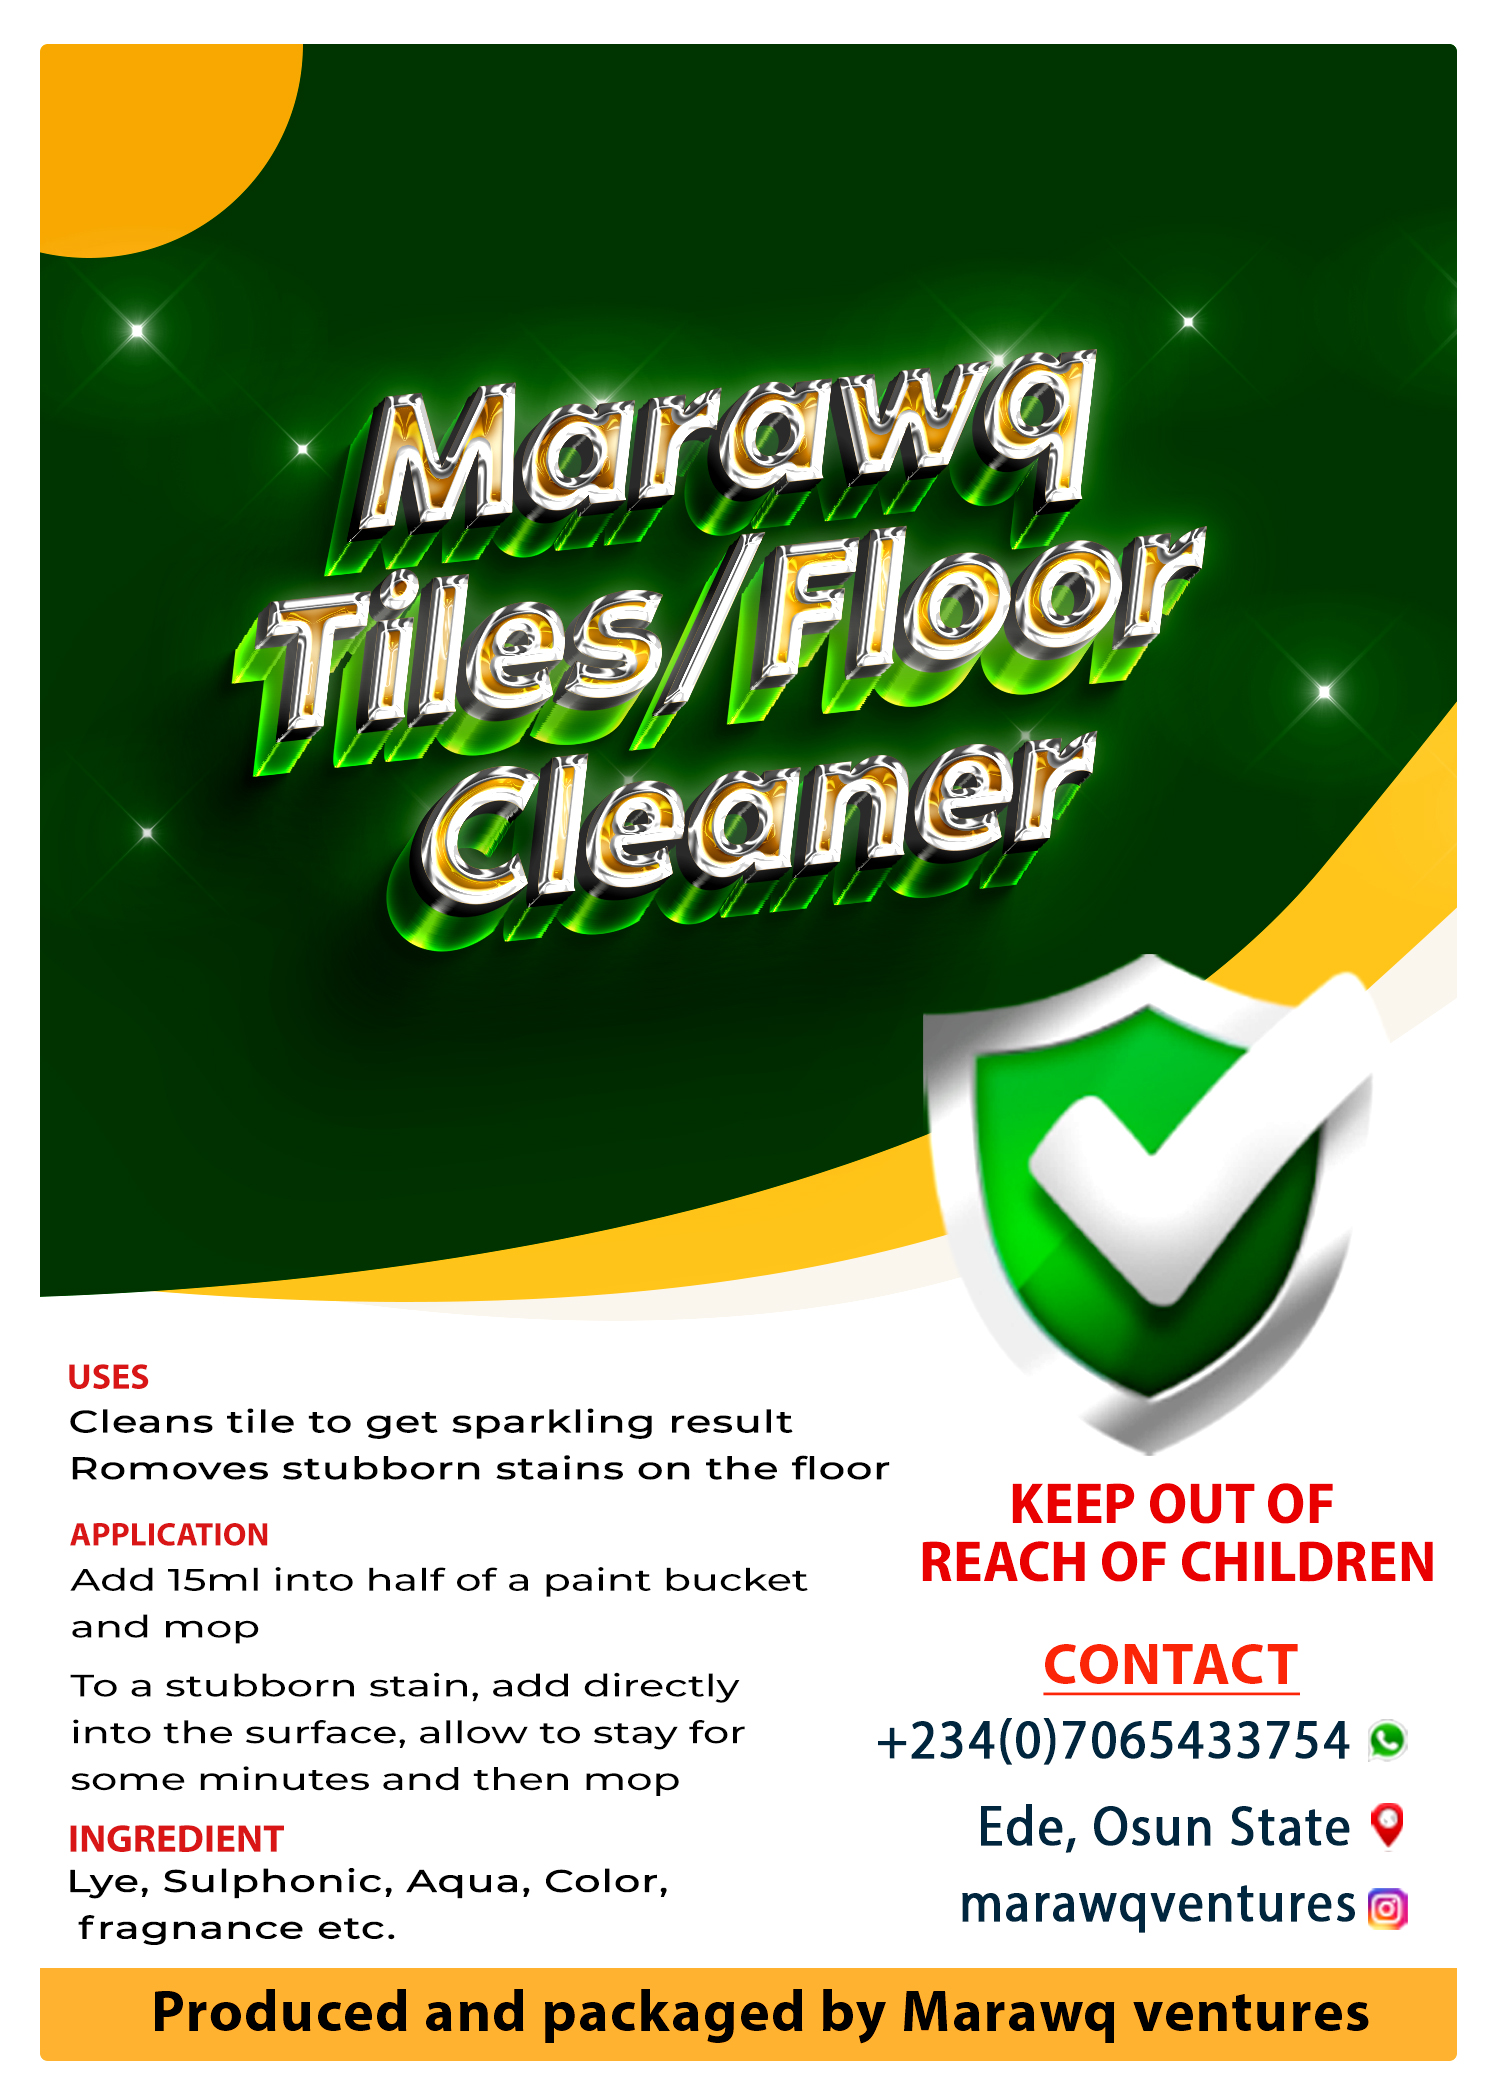 Marawq
Tiles/Floor
Cleaner
USES
Cleans tile to get sparkling result
Romoves stubborn stains on the floor
APPLICATION
Add 15ml into half of a paint bucket
and mop
To a stubborn stain, add directly
into the surface, allow to stay for
some minutes and then mop
INGREDIENT
Lye, Sulphonic, Aqua, Color,
fragnance etc.
KEEP OUT OF
REACH OF CHILDREN
CONTACT
+234(0)7065433754
Ede, Osun State
marawqventures
Produced and packaged by Marawq ventures